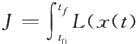 J = ∫_{t_0}^{t_f} L(x(t)